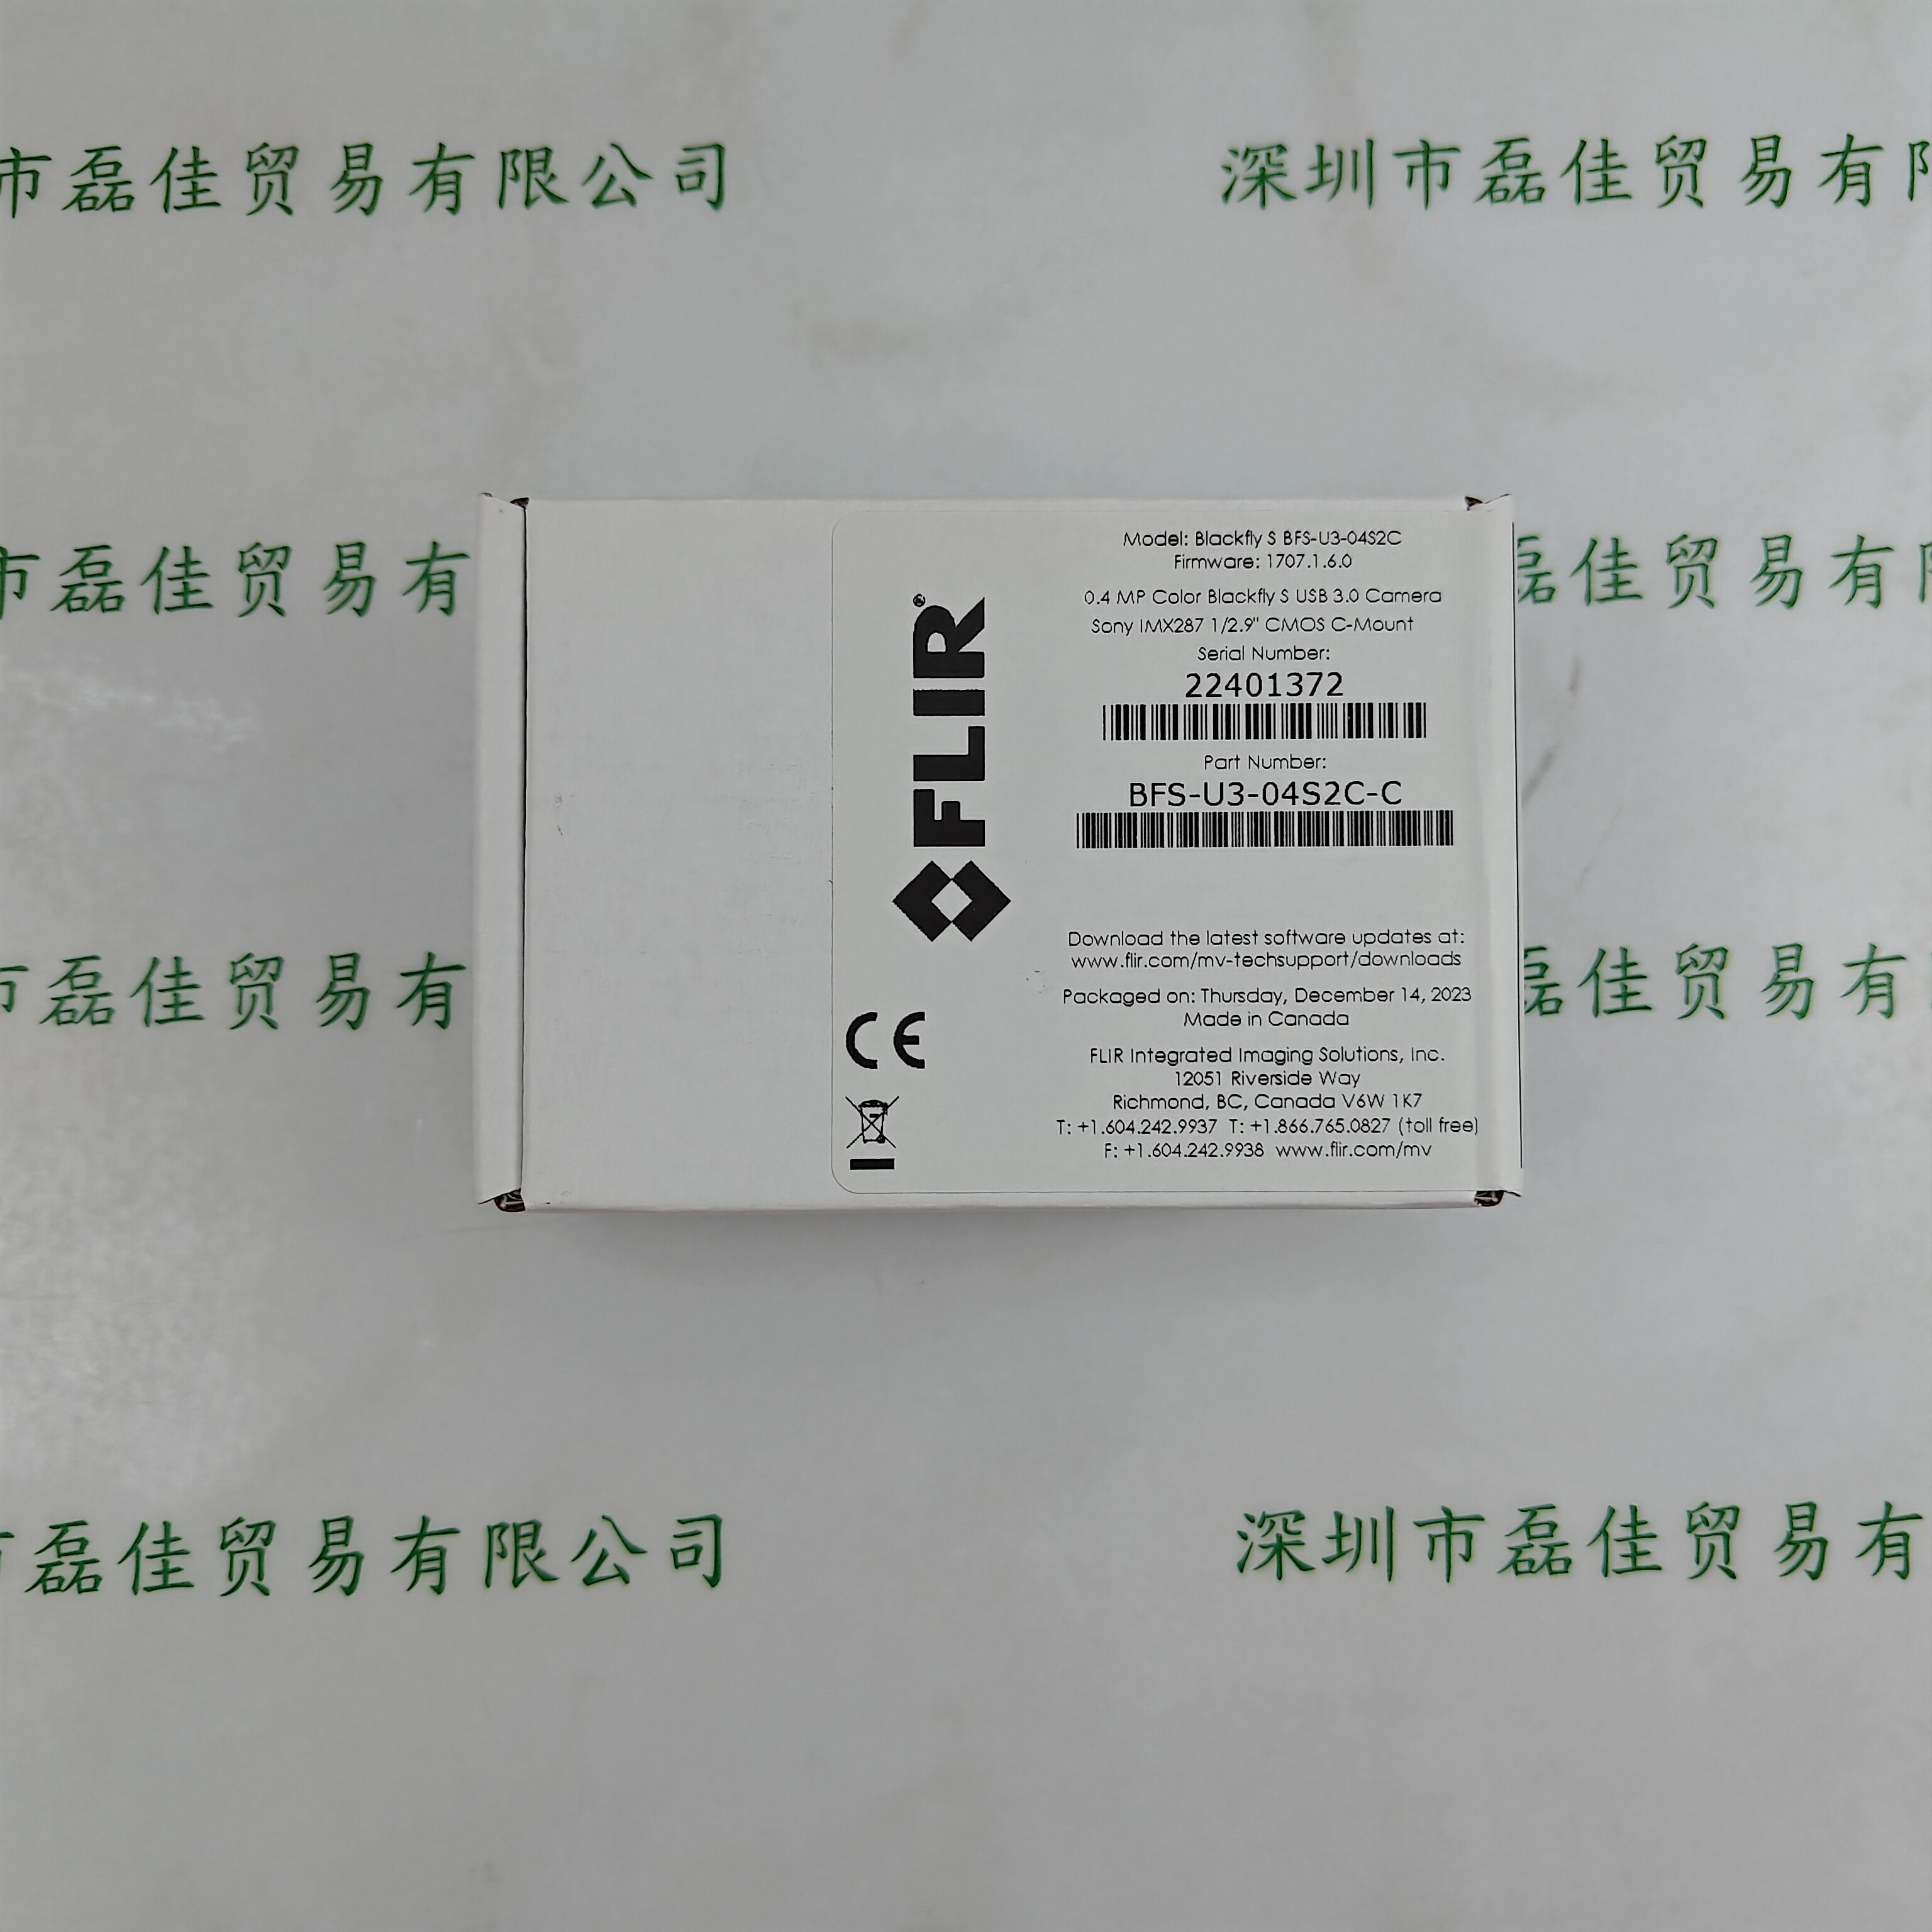 市磊佳贸易有限公司
深圳市磊佳贸易有
市磊佳贸易有
磊佳贸易有
Model: Blackfly S BFS-U3-04S2C
Firmware: 1707.1.6.0
0.4 MP Color Blackfly S USB 3.0 Camera
Sony IMX287 1/2.9" CMOS C-Mount
Serial Number:
22401372
Part Number:
BFS-U3-04S2C-C
FLIR®
Download the latest software updates at:
www.flir.com/mv-techsupport/downloads
Packaged on: Thursday, December 14, 2023
Made in Canada
FLIR Integrated Imaging Solutions, Inc.
12051 Riverside Way
Richmond, BC, Canada V6W 1K7
T: +1.604.242.9937 T: +1.866.765.0827 (toll free)
F: +1.604.242.9938 www.flir.com/mv
CE
市磊佳贸易有
磊佳贸易有
磊佳贸易有限公司
深圳市磊佳贸易有